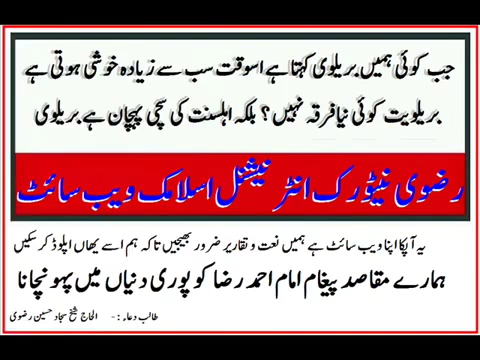 جب کوئی ہمیں بریلوی کہتا ہے اسوقت سب سے زیادہ خوشی ہوتی ہے
بریلویت کوئی نیا فرقہ نہیں؟ بلکہ اہلسنت کی سچی پہچان ہے بریلوی
رضوی نیٹورک انٹرنیشنل اسلامک ویب سائٹ
یہ آپکا اپنا ویب سائٹ ہے ہمیں نعت و تقاریر ضرور بھیجیں تاکہ ہم اسے یہاں اپلوڈ کرسکیں
ہمارے مقاصد پیغام امام احمد رضا کو پوری دنیاں میں پہونچانا
طالب دعاء :- الحاج شیخ سجاد حسین رضوی